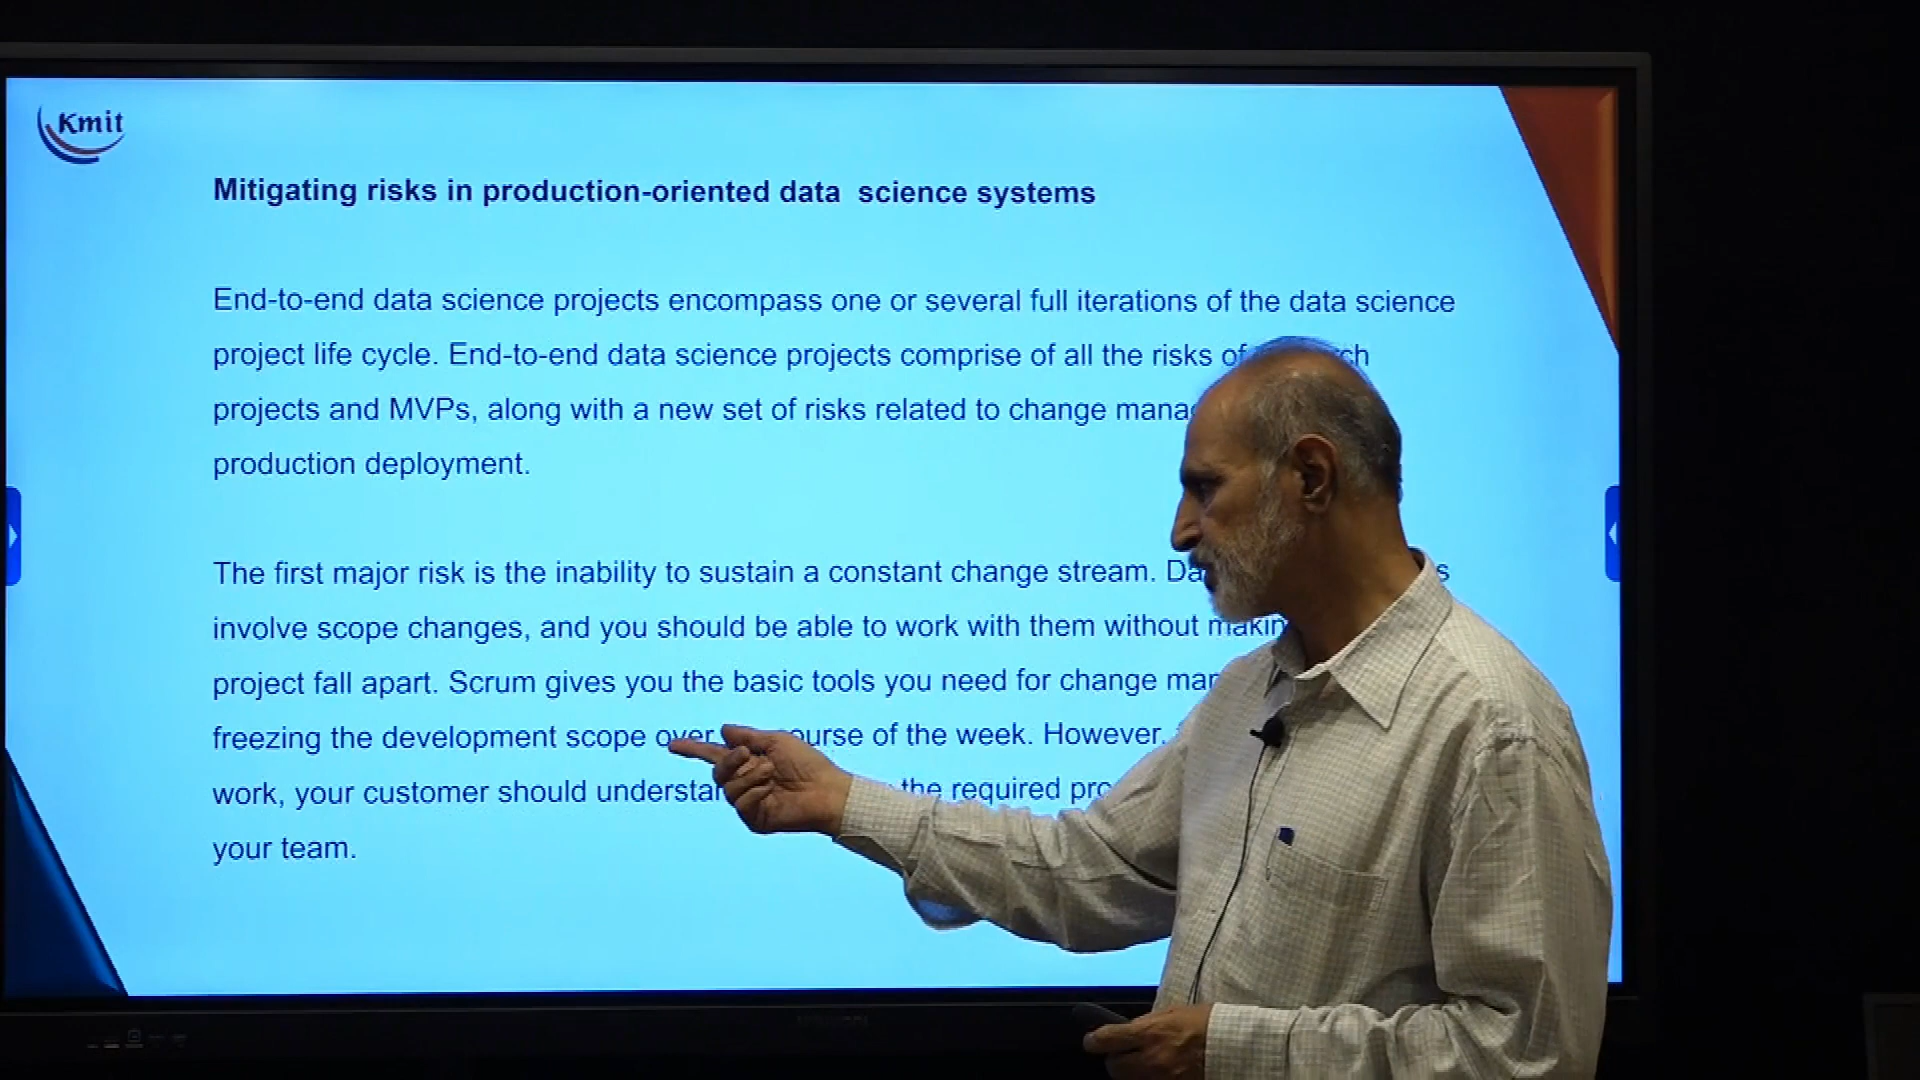 Kmit
Mitigating risks in production-oriented data science systems
End-to-end data science projects encompass one or several full iterations of the data science
project life cycle. End-to-end data science projects comprise of all the risks of
projects and MVPs, along with a new set of risks related to change
production deployment.
The first major risk is the inability to sustain a constant change stream.
involve scope changes, and you should be able to work with them without
project fall apart. Scrum gives you the basic tools you need for change
freezing the development scope over course of the week. However,
work, your customer should the required
your team.